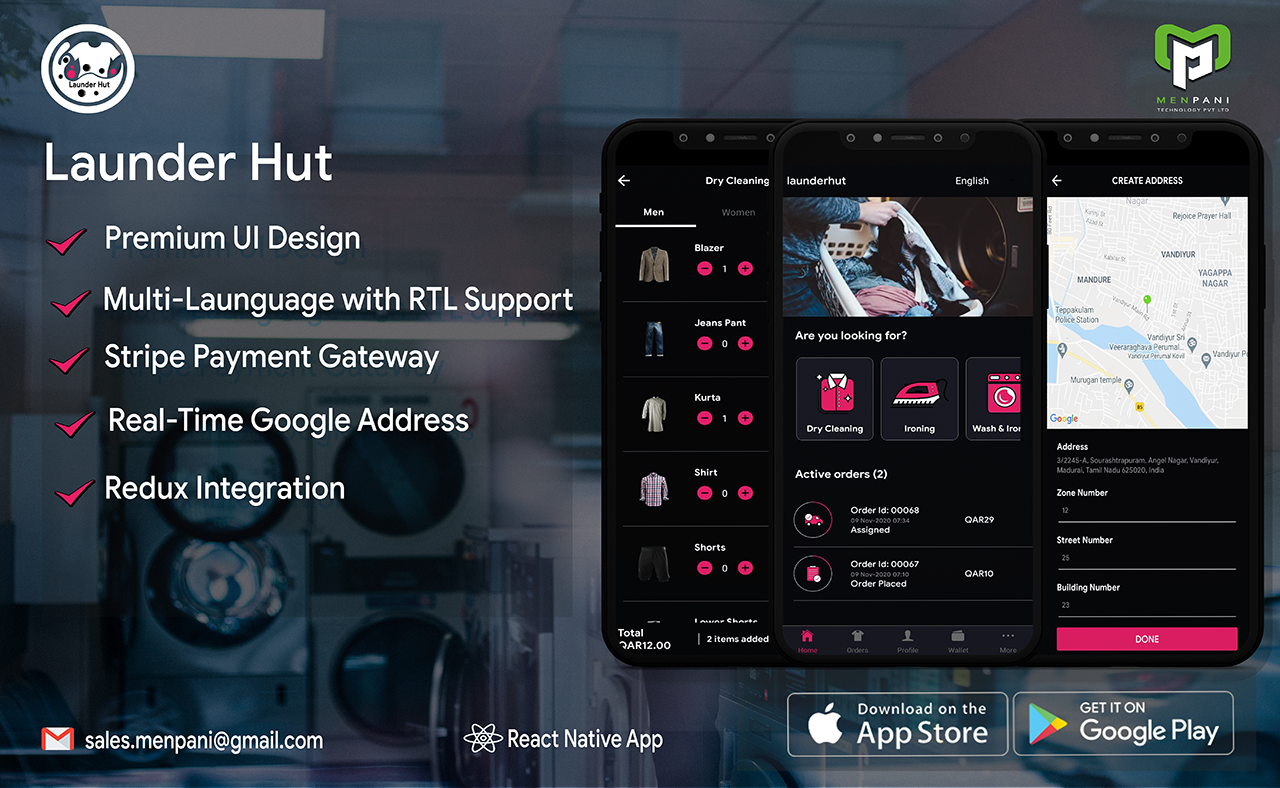 Launder Hut
MENPANI
TECHNOLOGY PVT LTD
Launder Hut
Premium UI Design
Multi-Launguage with RTL Support
Stripe Payment Gateway
Real-Time Google Address
Redux Integration
Dry Cleaning
Men Women
Blazer
1
Jeans Pant
0
Kurta
1
Shirt
0
Shorts
0
Lower Shorts
Total
QAR12.00
2 items added
launderhut English
Are you looking for?
Dry Cleaning Ironing Wash & Iron
Active orders (2)
Order Id: 00068
09 Nov-2020 07:34
Assigned
QAR29
Order Id: 00067
09 Nov-2020 07:10
Order Placed
QAR10
Home Orders Profile Wallet More
CREATE ADDRESS
Nagar
Rejoice Prayer Hall
VANDIYUR
MANDURE
YAGAPPA
NAGAR
Vandiyur Main Rd
Teppakulam
Police Station
Vandiyur Sri
Veeraraghava Perumal...
Vandiyur Perumal Kovil
Vandiyur P
Murugan temple
Google
Address
3/2245-A, Sourashtrapuram, Angel Nagar, Vandiyur,
Madurai, Tamil Nadu 625020, India
Zone Number
12
Street Number
25
Building Number
23
DONE
sales.menpani@gmail.com
React Native App
Download on the
App Store
GET IT ON
Google Play